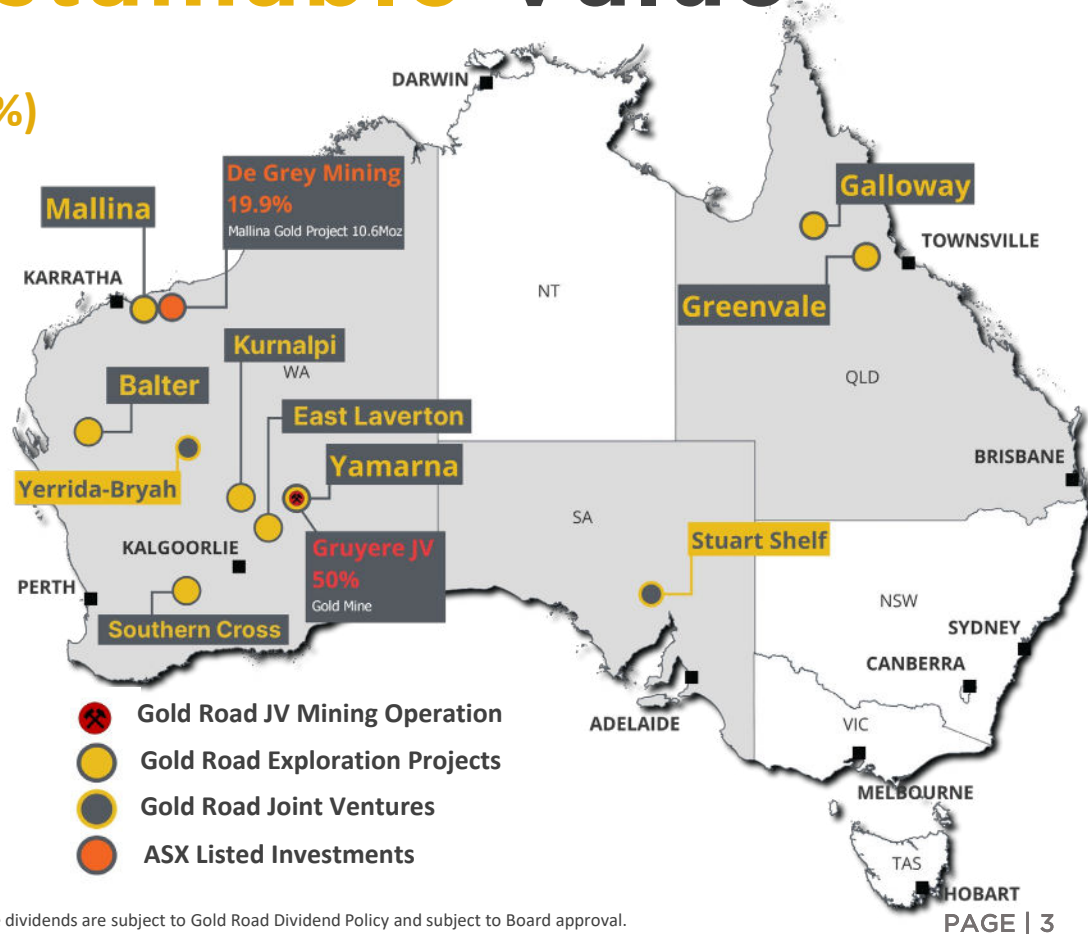 Value
%)
DARWIN
De Grey Mining
19.9%
Mallina Gold Project 10.6Moz
Mallina
Galloway
TOWNSVILLE
KARRATHA
NT
Greenvale
Kurnalpi
WA
Balter
QLD
East Laverton
Yamarna
BRISBANE
Yerrida-Bryah
SA
Stuart Shelf
KALGOORLIE
Gruyere JV
50%
Gold Mine
PERTH
NSW
Southern Cross
SYDNEY
CANBERRA
ADELAIDE
VIC
MELBOURNE
TAS
HOBART
Gold Road JV Mining Operation
Gold Road Exploration Projects
Gold Road Joint Ventures
ASX Listed Investments
dividends are subject to Gold Road Dividend Policy and subject to Board approval.
PAGE | 3